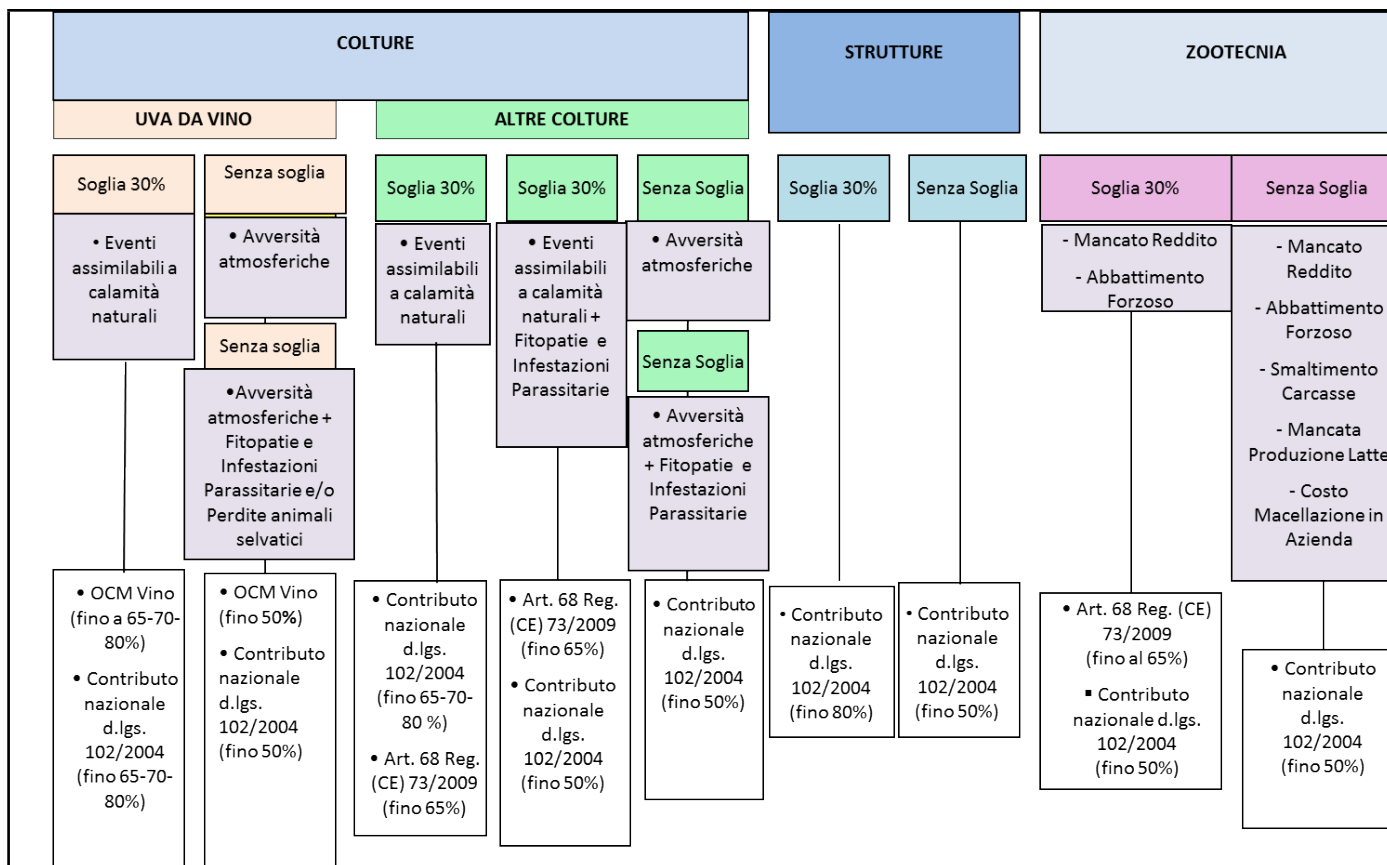 COLTURE
STRUTTURE
ZOOTECNIA
UVA DA VINO
ALTRE COLTURE
Soglia 30%
• Eventi
assimilabili a
calamità
naturali
• OCM Vino
(fino a 65-70-
80%)
• Contributo
nazionale
d.lgs.
102/2004
(fino 65-70-
80%)
Senza soglia
• Avversità
atmosferiche
Senza soglia
•Avversità
atmosferiche +
Fitopatie e
Infestazioni
Parassitarie e/o
Perdite animali
selvatici
• OCM Vino
(fino 50%)
• Contributo
nazionale
d.lgs.
102/2004
(fino 50%)
Soglia 30%
• Eventi
assimilabili
a calamità
naturali
• Contributo
nazionale
d.lgs.
102/2004
(fino 65-70-
80 %)
• Art. 68 Reg.
(CE) 73/2009
(fino 65%)
Soglia 30%
• Eventi
assimilabili
a calamità
naturali +
Fitopatie e
Infestazioni
Parassitarie
• Art. 68 Reg.
(CE) 73/2009
(fino 65%)
• Contributo
nazionale
d.lgs.
102/2004
(fino 50%)
Senza Soglia
• Avversità
atmosferiche
Senza Soglia
• Avversità
atmosferiche
+ Fitopatie e
Infestazioni
Parassitarie
• Contributo
nazionale
d.lgs.
102/2004
(fino 50%)
Soglia 30%
• Contributo
nazionale
d.lgs.
102/2004
(fino 80%)
Senza Soglia
• Contributo
nazionale
d.lgs.
102/2004
(fino 50%)
Soglia 30%
- Mancato Reddito
- Abbattimento
Forzoso
• Art. 68 Reg. (CE)
73/2009
(fino al 65%)
▪ Contributo
nazionale d.lgs.
102/2004
(fino 50%)
Senza Soglia
- Mancato
Reddito
- Abbattimento
Forzoso
- Smaltimento
Carcasse
- Mancata
Produzione Latte
- Costo
Macellazione in
Azienda
• Contributo
nazionale
d.lgs.
102/2004
(fino 50%)